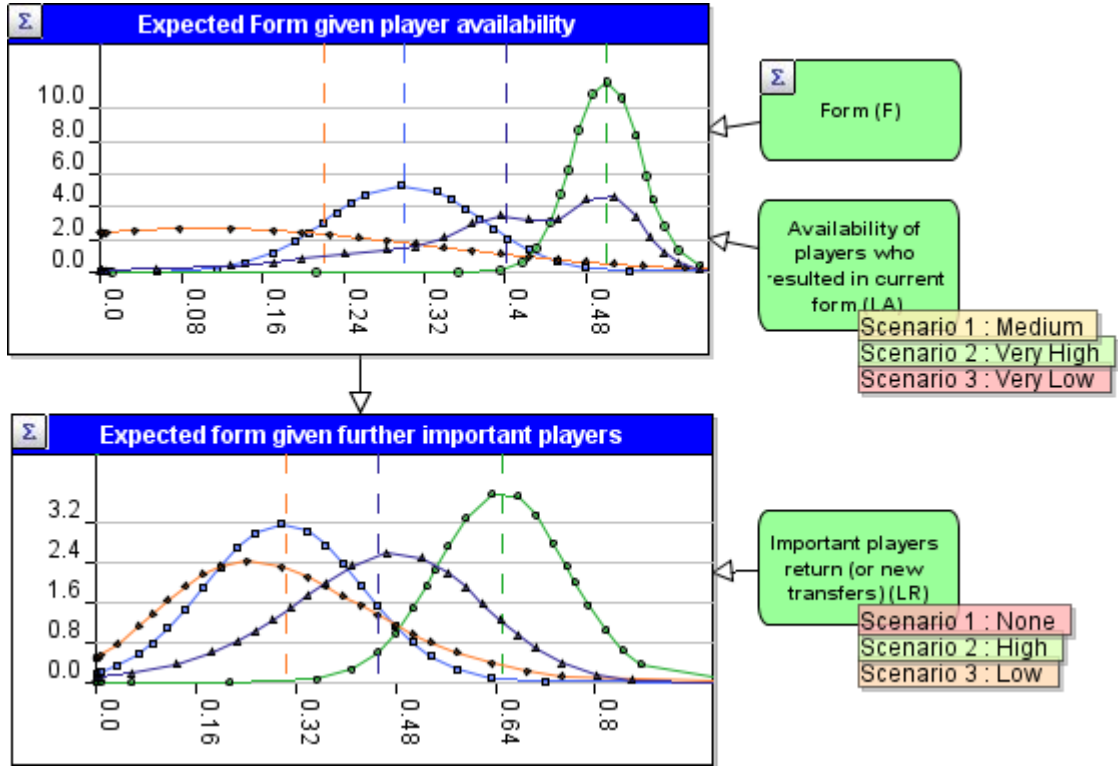 Σ
Expected Form given player availability
10.0
8.0
6.0
4.0
2.0
0.0
0.0
0.08
0.16
0.24
0.32
0.4
0.48
Σ
Form (F)
Availability of
players who
resulted in current
form (LA)
Scenario 1 : Medium
Scenario 2 : Very High
Scenario 3 : Very Low
Σ
Expected form given further important players
3.2
2.4
1.6
0.8
0.0
0.0
0.16
0.32
0.48
0.64
0.8
Important players
return (or new
transfers) (LR)
Scenario 1 : None
Scenario 2 : High
Scenario 3 : Low